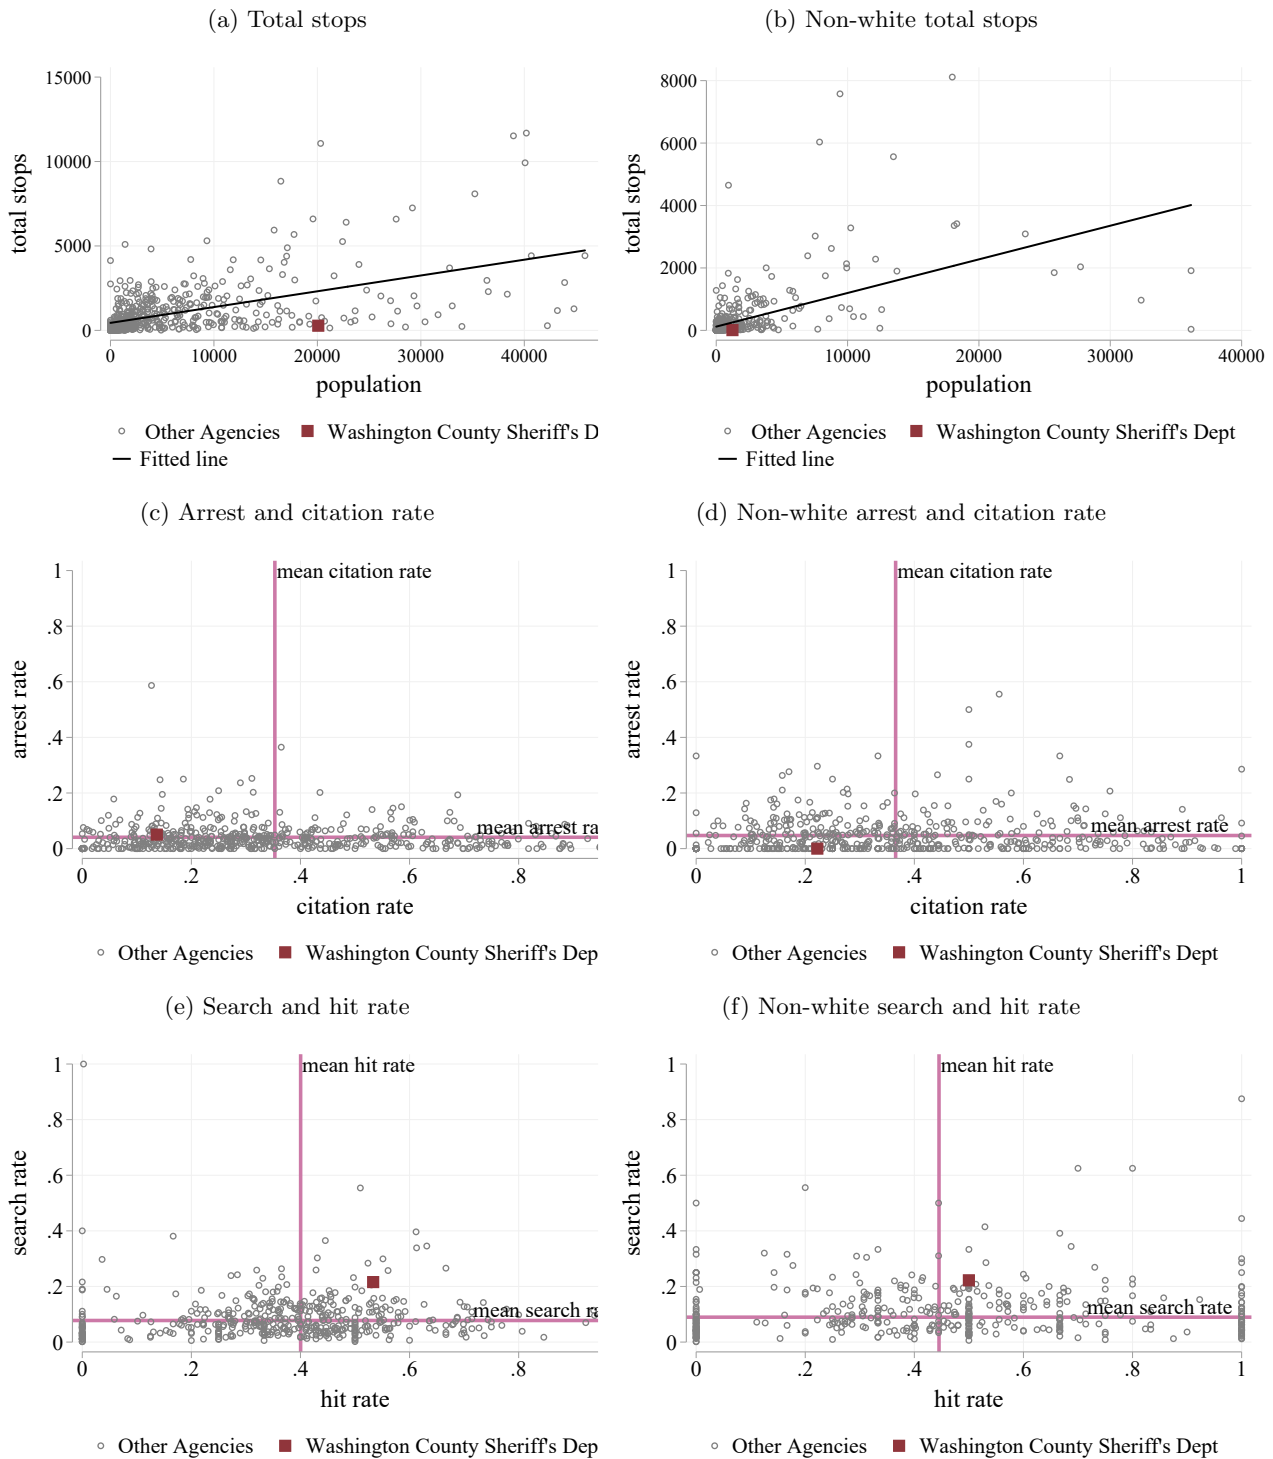 (a) Total stops
(b) Non-white total stops
total stops
15000
10000
5000
0
0 10000 20000 30000 40000
population
Other Agencies Washington County Sheriff's D
Fitted line
total stops
8000
6000
4000
2000
0
0 10000 20000 30000 40000
population
Other Agencies Washington County Sheriff's Dept
Fitted line
(c) Arrest and citation rate
(d) Non-white arrest and citation rate
arrest rate
1
.8
.6
.4
.2
0
mean citation rate
mean arrest ra
0 .2 .4 .6 .8
citation rate
Other Agencies Washington County Sheriff's Dep
arrest rate
1
.8
.6
.4
.2
0
mean citation rate
mean arrest rate
0 .2 .4 .6 .8 1
citation rate
Other Agencies Washington County Sheriff's Dept
(e) Search and hit rate
(f) Non-white search and hit rate
search rate
1
.8
.6
.4
.2
0
mean hit rate
mean search ra
0 .2 .4 .6 .8
hit rate
Other Agencies Washington County Sheriff's Dep
search rate
1
.8
.6
.4
.2
0
mean hit rate
mean search rate
0 .2 .4 .6 .8 1
hit rate
Other Agencies Washington County Sheriff's Dept